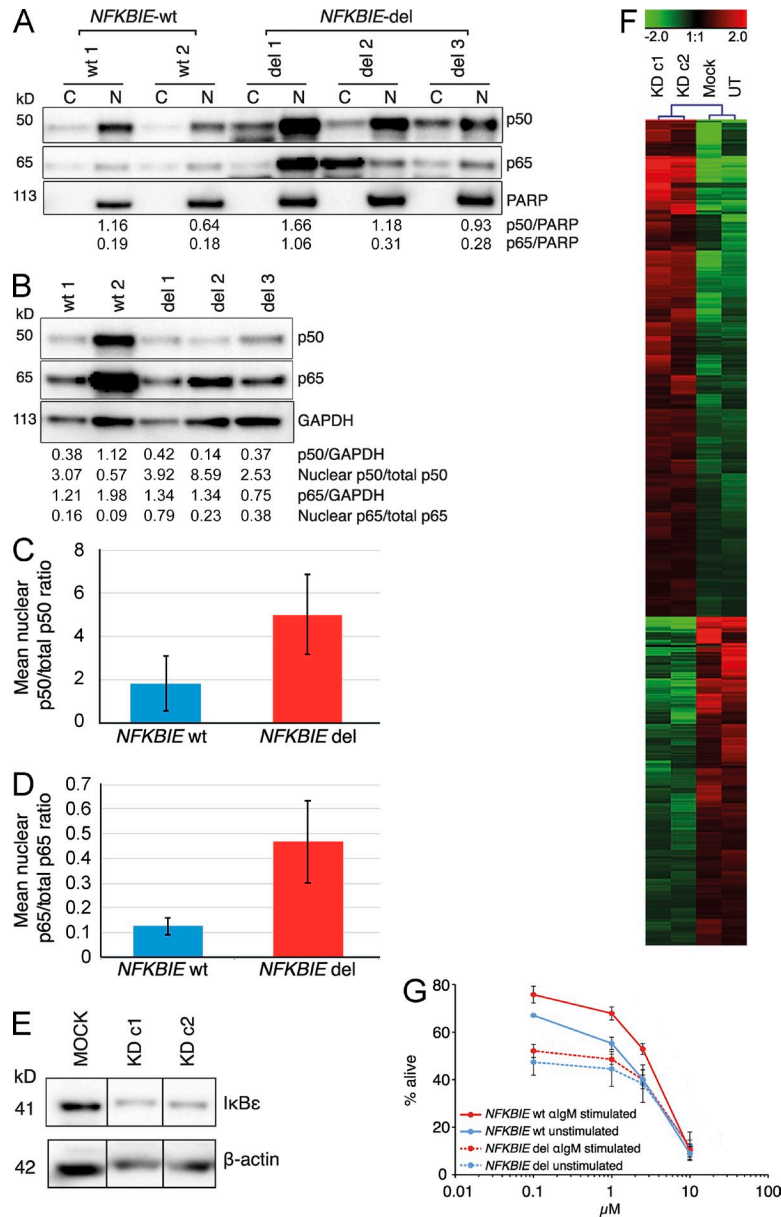 A
NFKBIE-wt NFKBIE-del
wt 1 wt 2 del 1 del 2 del 3
kD C N C N C N C N C N
50 p50
65 p65
113 PARP
1.16 0.64 1.66 1.18 0.93 p50/PARP
0.19 0.18 1.06 0.31 0.28 p65/PARP
B
wt 1 wt 2 del 1 del 2 del 3
kD
50 p50
65 p65
113 GAPDH
0.38 1.12 0.42 0.14 0.37 p50/GAPDH
3.07 0.57 3.92 8.59 2.53 Nuclear p50/total p50
1.21 1.98 1.34 1.34 0.75 p65/GAPDH
0.16 0.09 0.79 0.23 0.38 Nuclear p65/total p65
C
Mean nuclear
p50/total p50 ratio
8
6
4
2
0
NFKBIE wt NFKBIE del
D
Mean nuclear
p65/total p65 ratio
0.7
0.6
0.5
0.4
0.3
0.2
0.1
0
NFKBIE wt NFKBIE del
E
MOCK KD c1 KD c2
kD
41 IκBε
42 β-actin
F
-2.0 1:1 2.0
KD c1 KD c2 Mock UT
G
% alive
80
60
40
20
0
NFKBIE wt αIgM stimulated
NFKBIE wt unstimulated
NFKBIE del αIgM stimulated
NFKBIE del unstimulated
0.01 0.1 1 10 100
µM